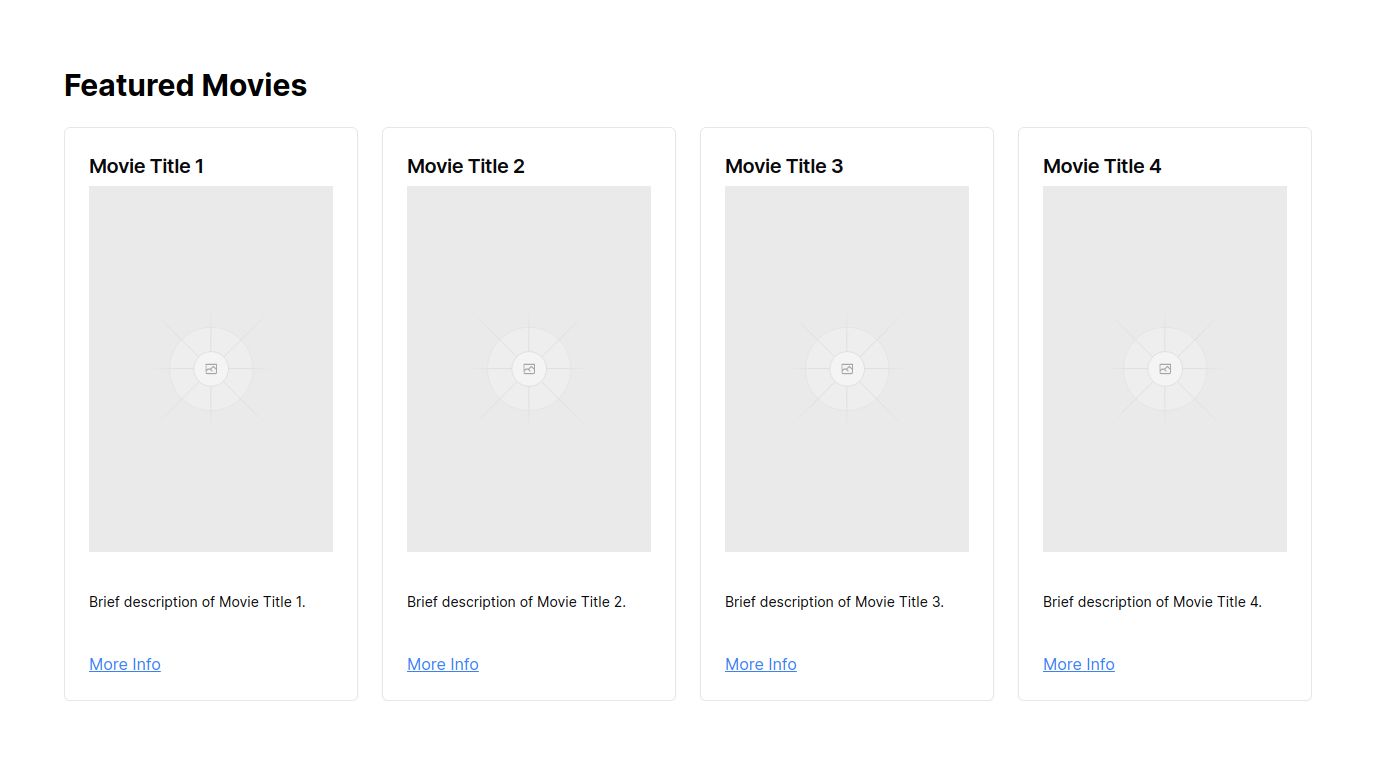 Featured Movies
Movie Title 1
Brief description of Movie Title 1.
More Info
Movie Title 2
Brief description of Movie Title 2.
More Info
Movie Title 3
Brief description of Movie Title 3.
More Info
Movie Title 4
Brief description of Movie Title 4.
More Info